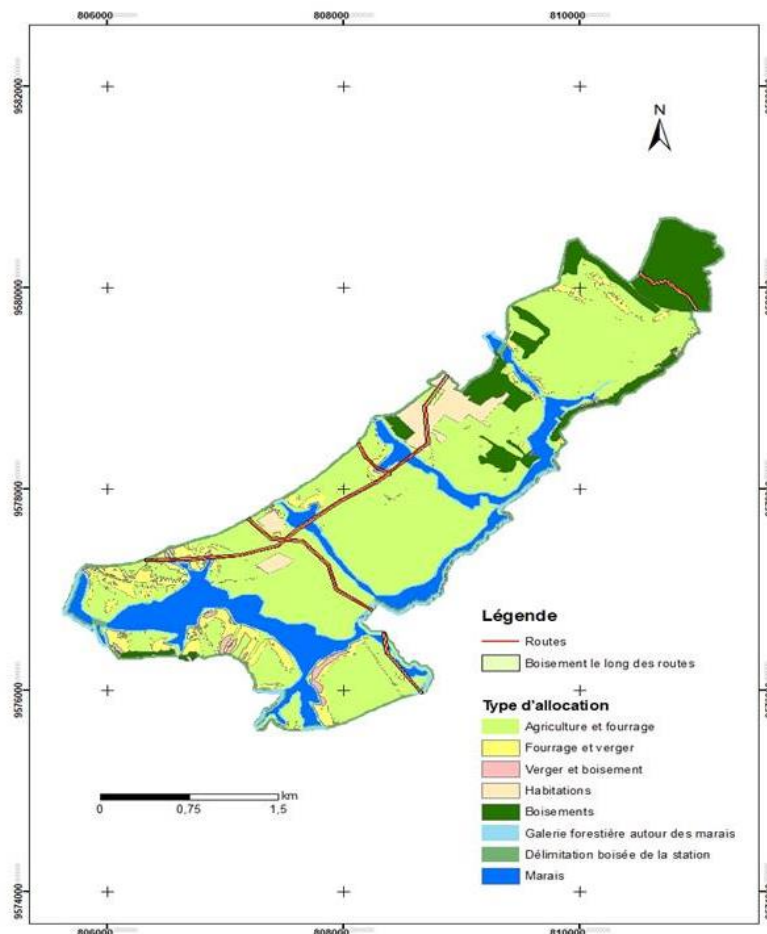 806000
808000
810000
9582000
N
9580000
9578000
Légende
Routes
Boisement le long des routes
9576000
Type d'allocation
Agriculture et fourrage
Fourrage et verger
Verger et boisement
Habitations
Boisements
Galerie forestière autour des marais
Délimitation boisée de la station
Marais
km
0
0,75
1,5
9574000
806000
808000
810000